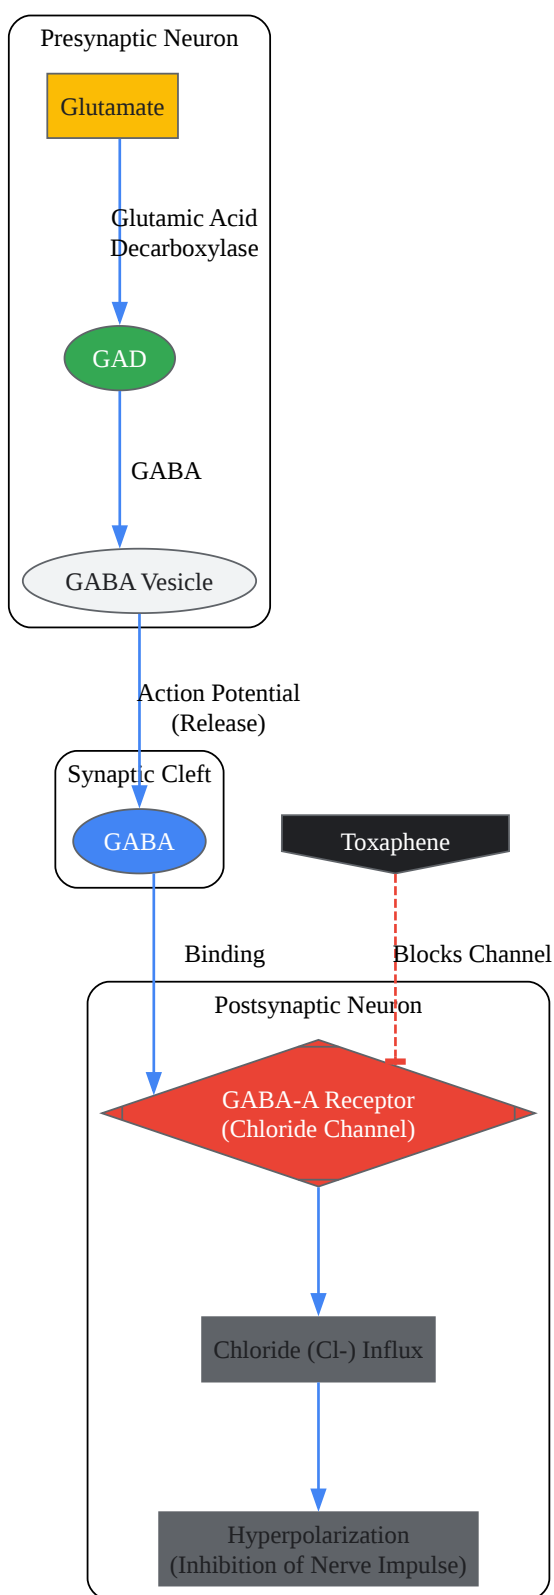 Presynaptic Neuron
Glutamate
Glutamic Acid
Decarboxylase
GAD
GABA
GABA Vesicle
Action Potential
(Release)
Synaptic Cleft
GABA
Toxaphene
Binding
Blocks Channel
Postsynaptic Neuron
GABA-A Receptor
(Chloride Channel)
Chloride (Cl-) Influx
Hyperpolarization
(Inhibition of Nerve Impulse)